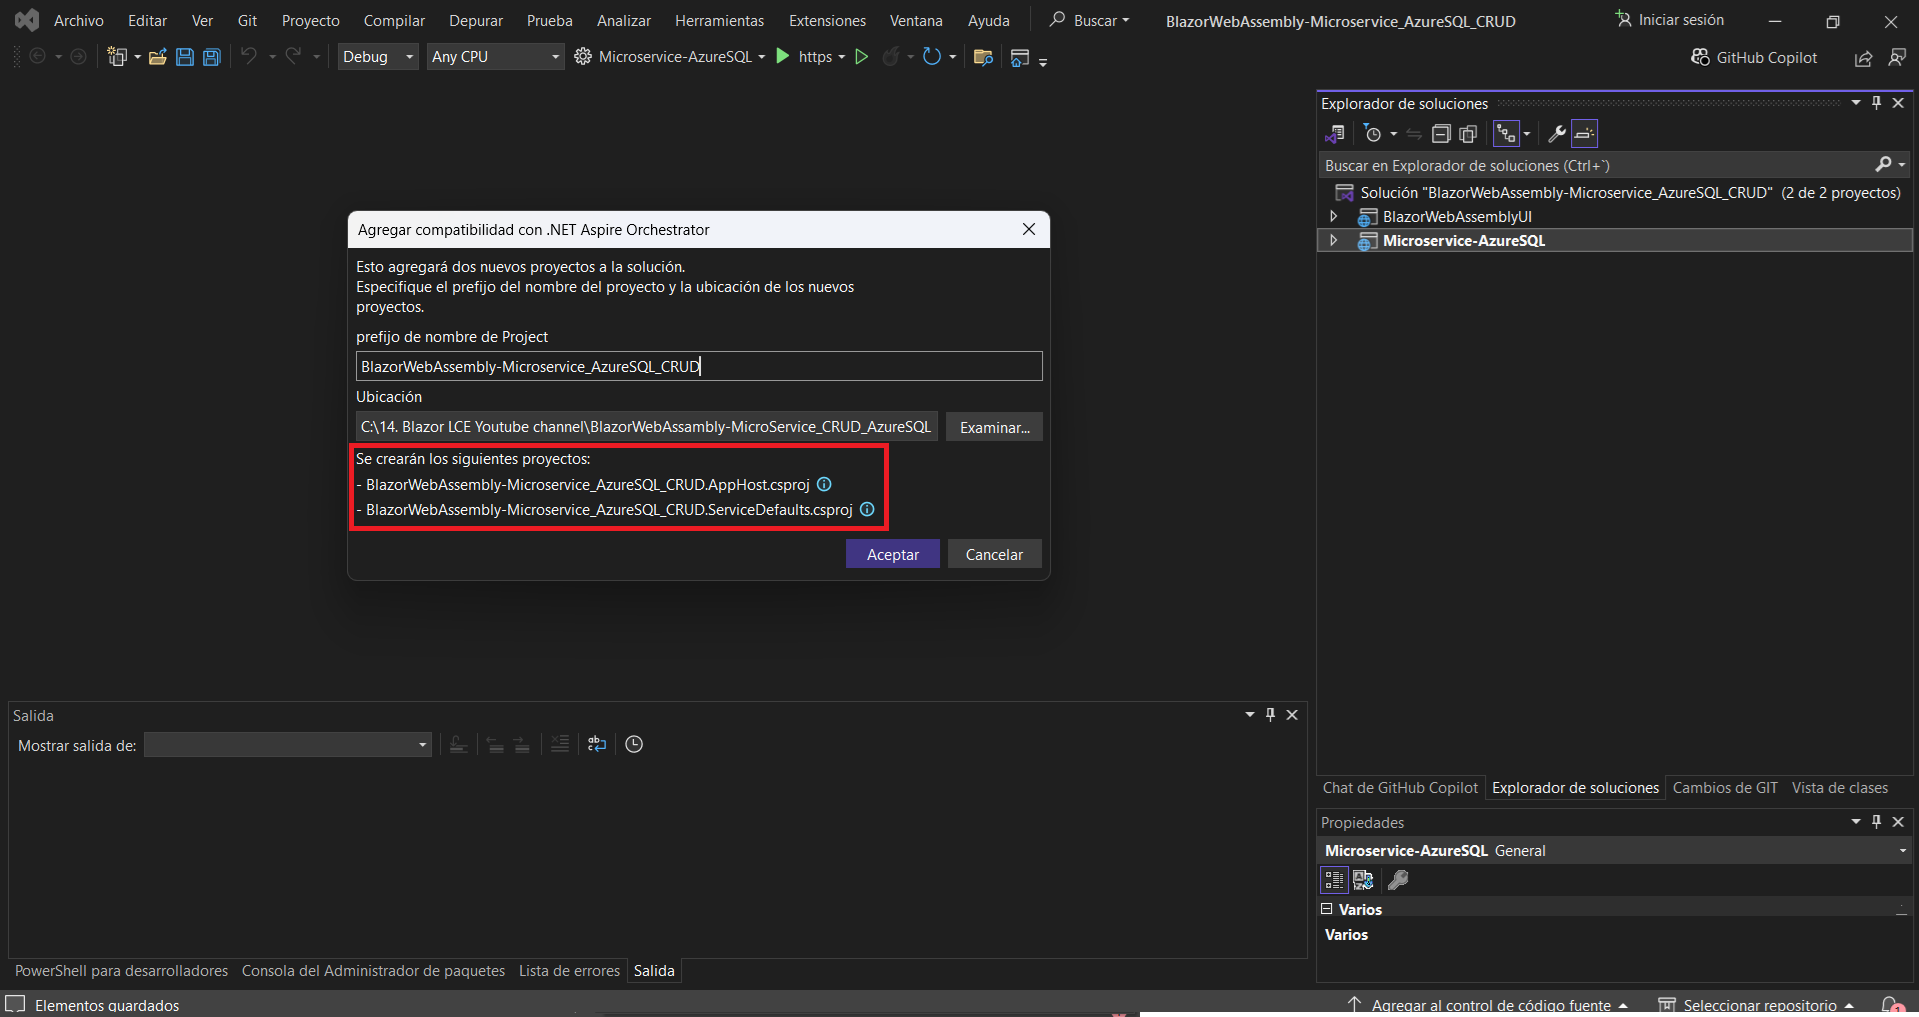 Archivo Editar Ver Git Proyecto Compilar Depurar Prueba Analizar Herramientas Extensiones Ventana Ayuda Buscar BlazorWebAssembly-Microservice_AzureSQL_CRUD Iniciar sesión
Debug Any CPU Microservice-AzureSQL https GitHub Copilot
Explorador de soluciones
Buscar en Explorador de soluciones (Ctrl+`)
Solución "BlazorWebAssembly-Microservice_AzureSQL_CRUD" (2 de 2 proyectos)
BlazorWebAssemblyUI
Microservice-AzureSQL
Agregar compatibilidad con .NET Aspire Orchestrator
Esto agregará dos nuevos proyectos a la solución.
Especifique el prefijo del nombre del proyecto y la ubicación de los nuevos
proyectos.
prefijo de nombre de Project
BlazorWebAssembly-Microservice_AzureSQL_CRUD
Ubicación
C:\14. Blazor LCE Youtube channel\BlazorWebAssambly-MicroService_CRUD_AzureSQL Examinar...
Se crearán los siguientes proyectos:
- BlazorWebAssembly-Microservice_AzureSQL_CRUD.AppHost.csproj
- BlazorWebAssembly-Microservice_AzureSQL_CRUD.ServiceDefaults.csproj
Aceptar Cancelar
Salida
Mostrar salida de:
Chat de GitHub Copilot Explorador de soluciones Cambios de GIT Vista de clases
Propiedades
Microservice-AzureSQL General
Varios
Varios
PowerShell para desarrolladores Consola del Administrador de paquetes Lista de errores Salida
Elementos guardados Agregar al control de código fuente Seleccionar repositorio 1